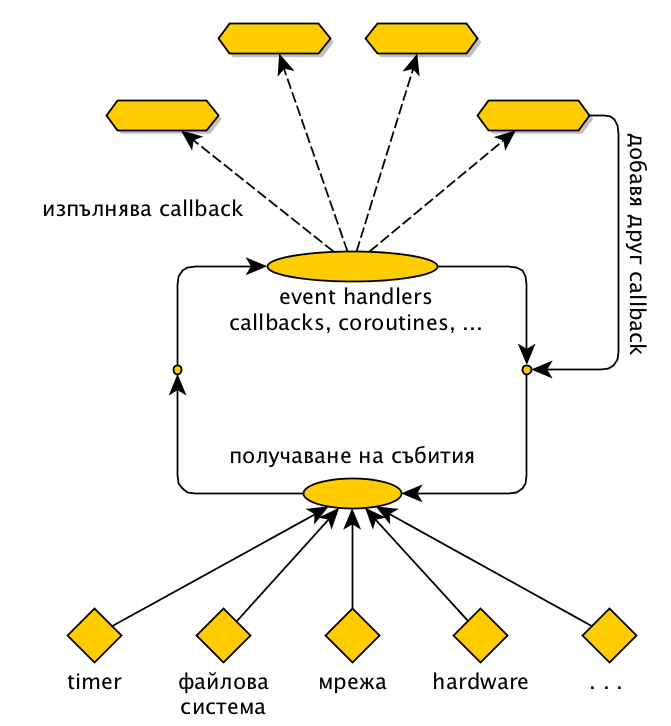 изпълнява callback
добавя друг callback
event handlers
callbacks, coroutines, ...
получаване на събития
timer
файлова
система
мрежа
hardware
. . .